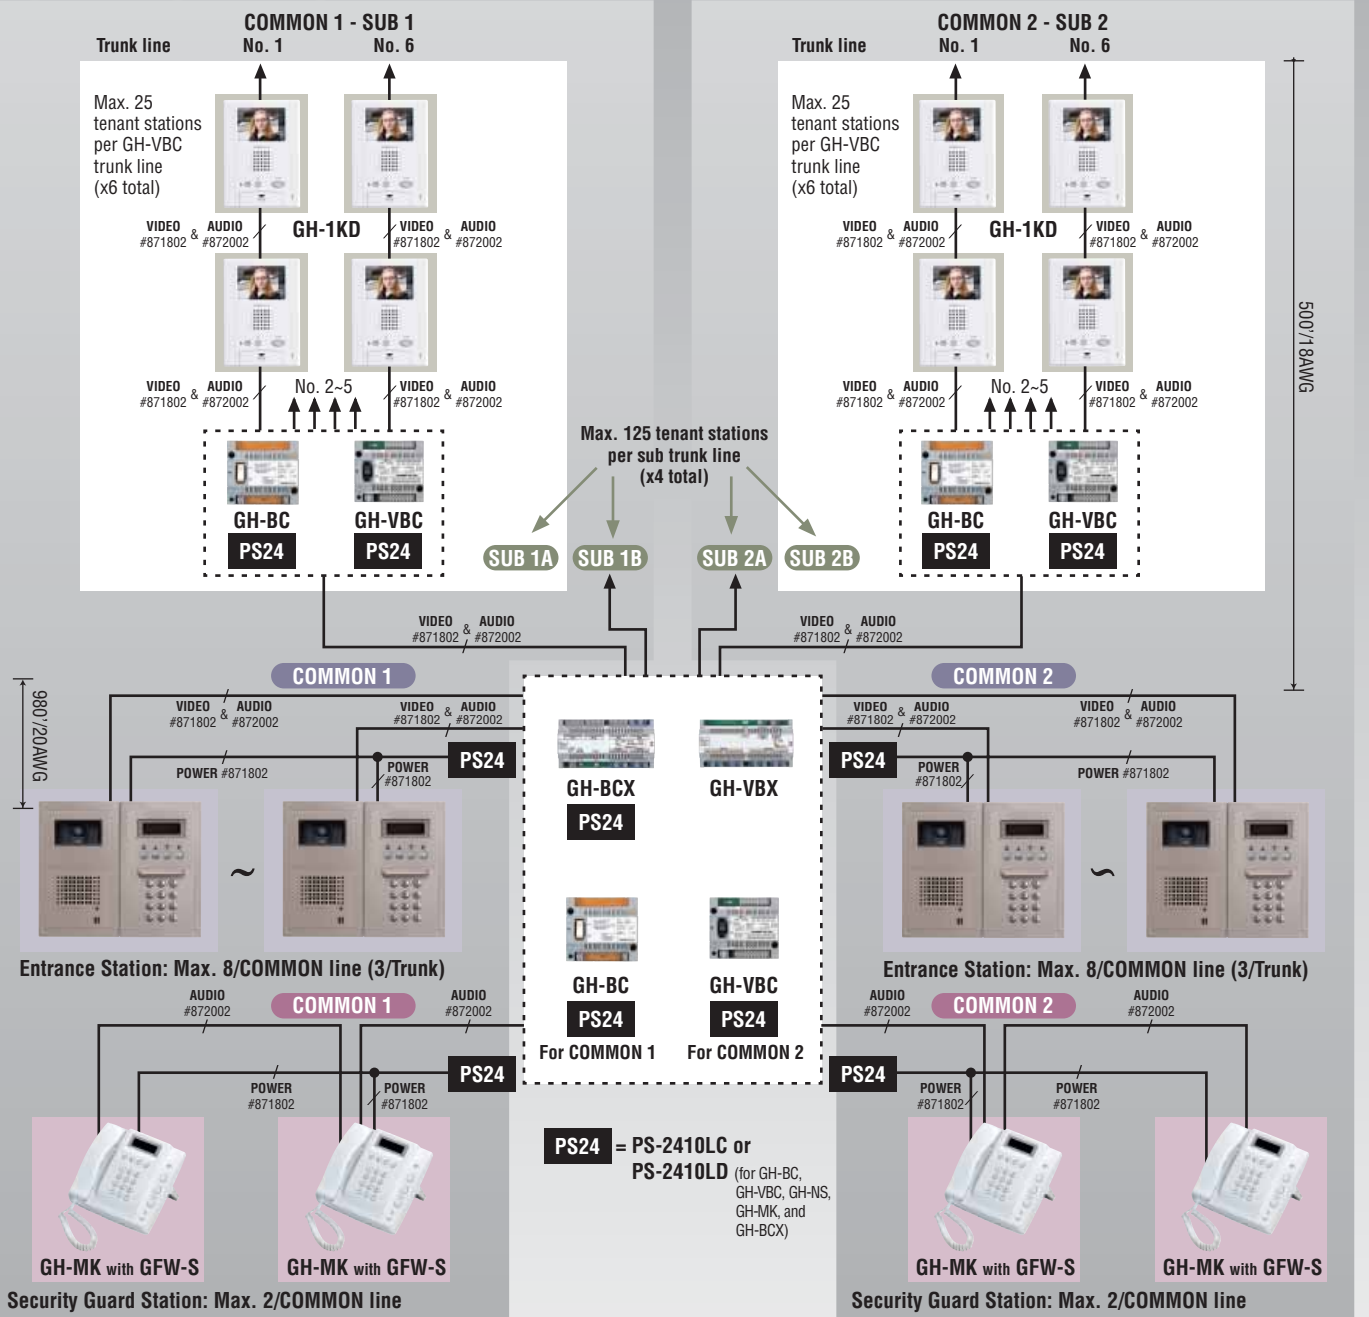 COMMON 1 - SUB 1
Trunk line
No. 1
No. 6
Max. 25
tenant stations
per GH-VBC
trunk line
(x6 total)
VIDEO & AUDIO
#871802 #872002
GH-1KD
VIDEO & AUDIO
#871802 #872002
VIDEO & AUDIO
#871802 #872002
No. 2~5
VIDEO & AUDIO
#871802 #872002
GH-BC
PS24
GH-VBC
PS24
COMMON 2 - SUB 2
Trunk line
No. 1
No. 6
Max. 25
tenant stations
per GH-VBC
trunk line
(x6 total)
VIDEO & AUDIO
#871802 #872002
GH-1KD
VIDEO & AUDIO
#871802 #872002
VIDEO & AUDIO
#871802 #872002
No. 2~5
VIDEO & AUDIO
#871802 #872002
GH-BC
PS24
GH-VBC
PS24
500'/18AWG
Max. 125 tenant stations
per sub trunk line
(x4 total)
SUB 1A
SUB 1B
SUB 2A
SUB 2B
VIDEO & AUDIO
#871802 #872002
VIDEO & AUDIO
#871802 #872002
COMMON 1
980'/20AWG
VIDEO & AUDIO
#871802 #872002
VIDEO & AUDIO
#871802 #872002
POWER #871802
POWER
#871802
PS24
Entrance Station: Max. 8/COMMON line (3/Trunk)
~
COMMON 2
VIDEO & AUDIO
#871802 #872002
VIDEO & AUDIO
#871802 #872002
PS24
POWER
#871802
POWER #871802
~
Entrance Station: Max. 8/COMMON line (3/Trunk)
GH-BCX
PS24
GH-VBX
GH-BC
PS24
For COMMON 1
GH-VBC
PS24
For COMMON 2
COMMON 1
AUDIO
#872002
AUDIO
#872002
PS24
POWER
#871802
POWER
#871802
GH-MK with GFW-S
GH-MK with GFW-S
Security Guard Station: Max. 2/COMMON line
COMMON 2
AUDIO
#872002
AUDIO
#872002
PS24
POWER
#871802
POWER
#871802
GH-MK with GFW-S
GH-MK with GFW-S
Security Guard Station: Max. 2/COMMON line
PS24 = PS-2410LC or
PS-2410LD (for GH-BC,
GH-VBC, GH-NS,
GH-MK, and
GH-BCX)